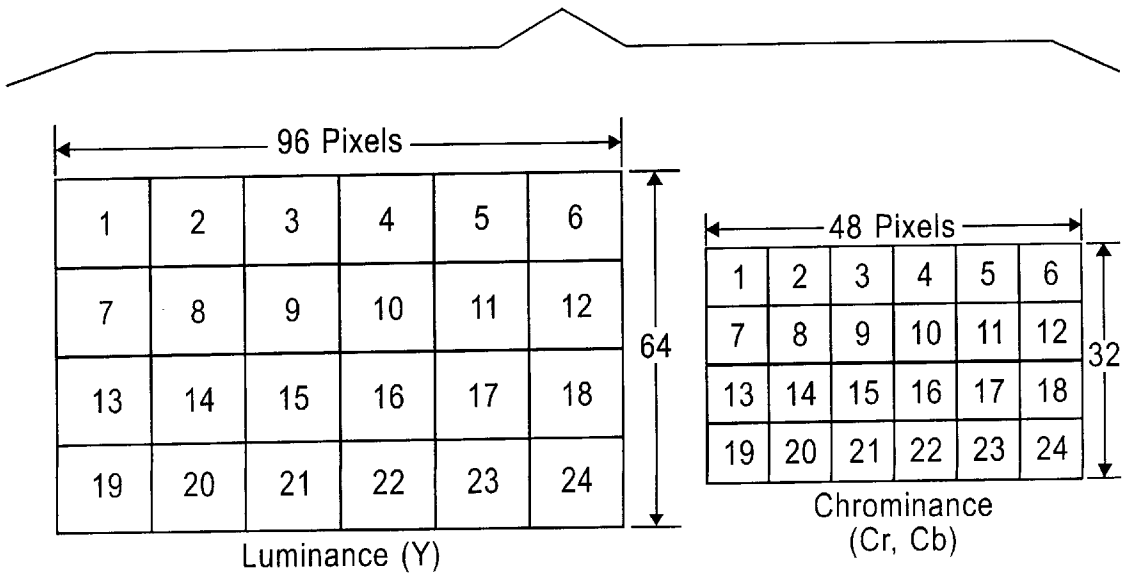 96 Pixels
1 2 3 4 5 6
7 8 9 10 11 12
13 14 15 16 17 18
19 20 21 22 23 24
64
Luminance (Y)
48 Pixels
1 2 3 4 5 6
7 8 9 10 11 12
13 14 15 16 17 18
19 20 21 22 23 24
32
Chrominance
(Cr, Cb)